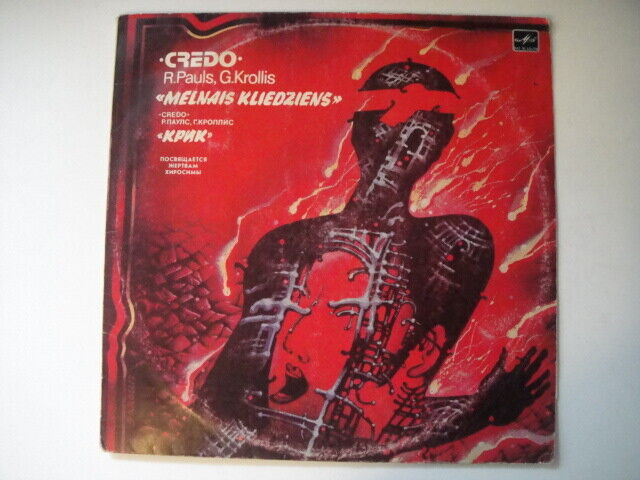 ·CREDO·
R.Pauls, G.Krollis
«MELNAIS KLIEDZIENS»
«CREDO»
Р.ПАУЛС, Г.КРОЛЛИС
«КРИК»
ПОСВЯЩАЕТСЯ
ЖЕРТВАМ
ХИРОСИМЫ